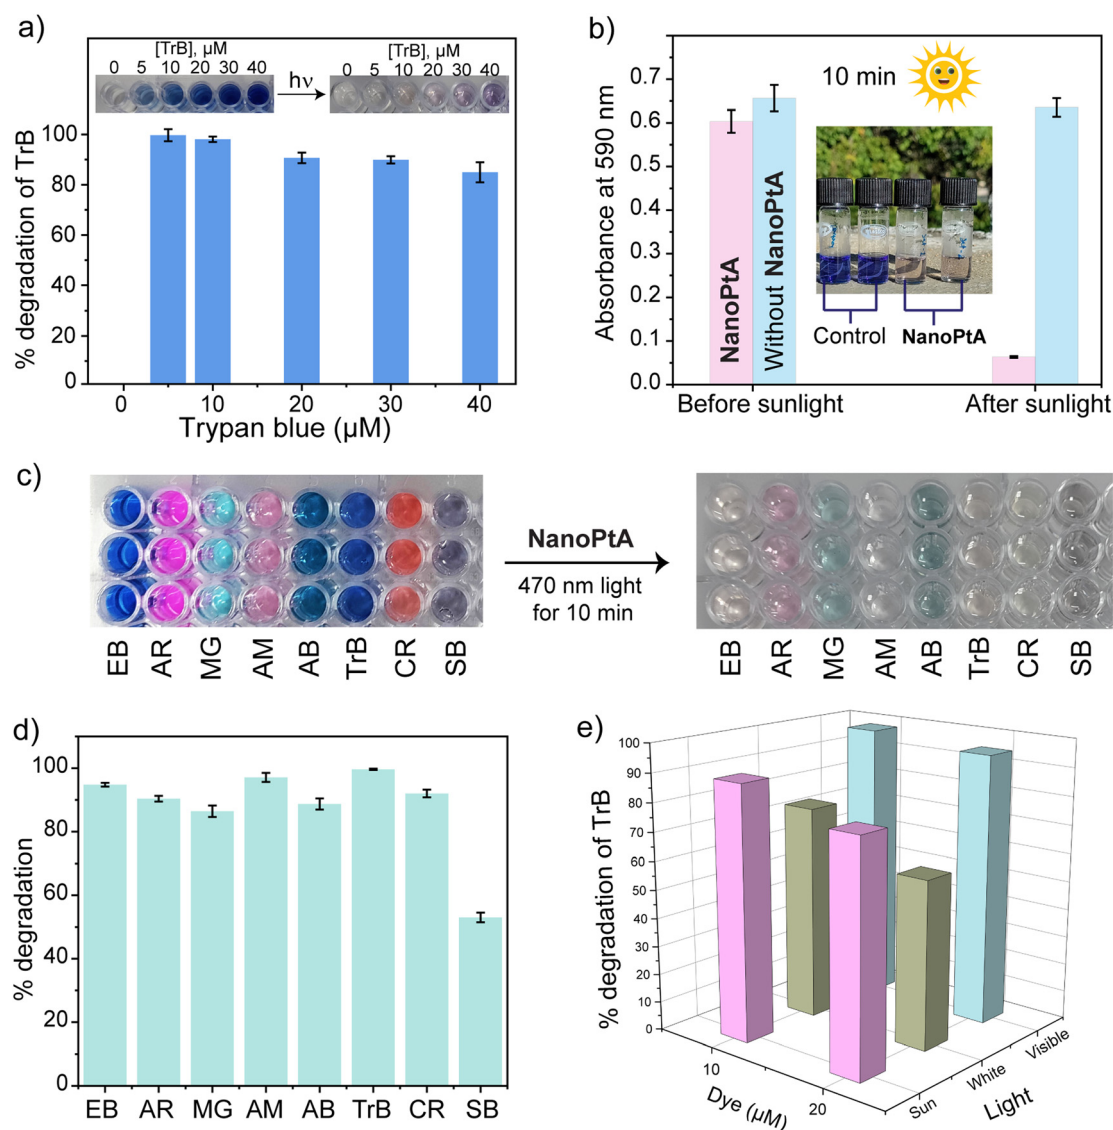 a)
[TrB], μM
0 5 10 20 30 40
hν
[TrB], μM
0 5 10 20 30 40
% degradation of TrB
100
80
60
40
20
0
0 10 20 30 40
Trypan blue (μM)
b)
10 min
Absorbance at 590 nm
0.7
0.6
0.5
0.4
0.3
0.2
0.1
0.0
NanoPtA
Without NanoPtA
Control NanoPtA
Before sunlight After sunlight
c)
NanoPtA
470 nm light
for 10 min
EB AR MG AM AB TrB CR SB
EB AR MG AM AB TrB CR SB
d)
% degradation
100
80
60
40
20
0
EB AR MG AM AB TrB CR SB
e)
% degradation of TrB
100
90
80
70
60
50
40
30
20
10
0
10
20
Dye (μM)
Sun
White
Visible
Light